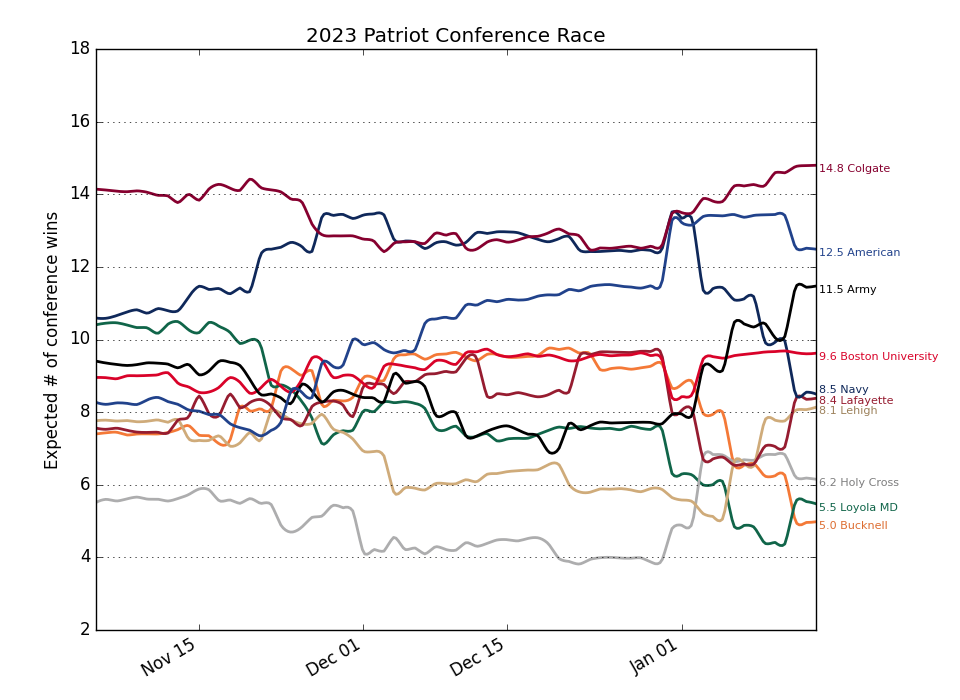 2023 Patriot Conference Race
Expected # of conference wins
18
16
14
12
10
8
6
4
2
Nov 15
Dec 01
Dec 15
Jan 01
14.8 Colgate
12.5 American
11.5 Army
9.6 Boston University
8.5 Navy
8.4 Lafayette
8.1 Lehigh
6.2 Holy Cross
5.5 Loyola MD
5.0 Bucknell